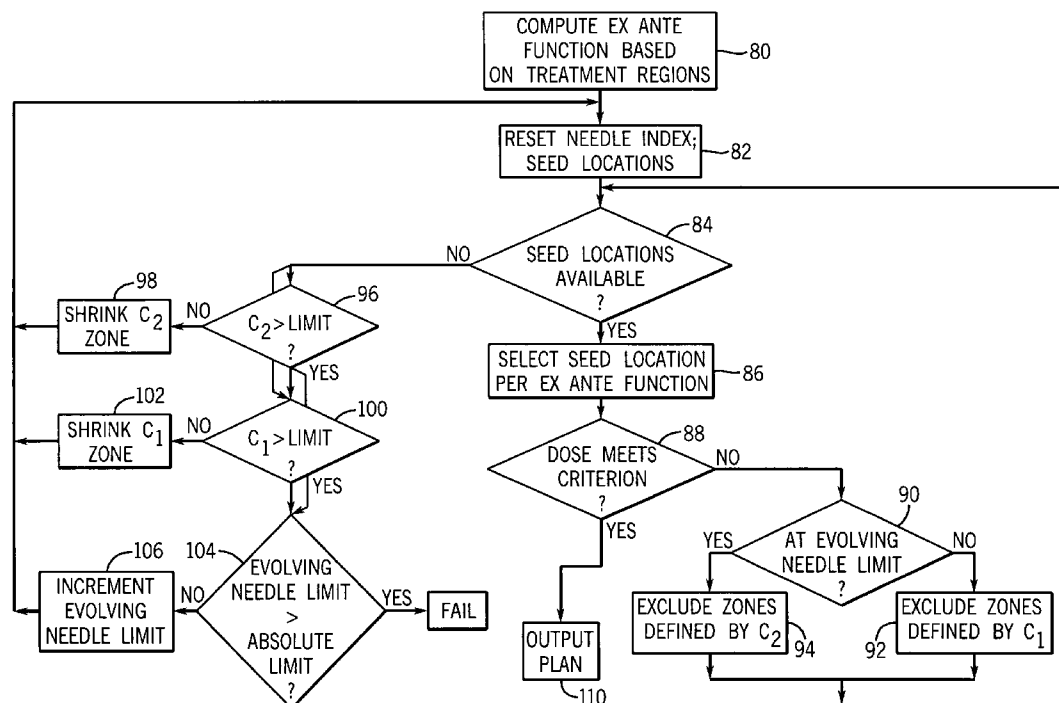 COMPUTE EX ANTE
FUNCTION BASED
ON TREATMENT REGIONS
80
RESET NEEDLE INDEX;
SEED LOCATIONS
82
84
SEED LOCATIONS
AVAILABLE
?
NO
YES
98
SHRINK C2
ZONE
NO
96
C2>LIMIT
?
YES
SELECT SEED LOCATION
PER EX ANTE FUNCTION
86
102
SHRINK C1
ZONE
NO
100
C1>LIMIT
?
YES
88
DOSE MEETS
CRITERION
?
NO
YES
90
AT EVOLVING
NEEDLE LIMIT
?
YES
NO
106
INCREMENT
EVOLVING
NEEDLE LIMIT
NO
104
EVOLVING
NEEDLE LIMIT
>
ABSOLUTE
LIMIT
?
YES
FAIL
OUTPUT
PLAN
110
EXCLUDE ZONES
DEFINED BY C2
94
EXCLUDE ZONES
DEFINED BY C1
92